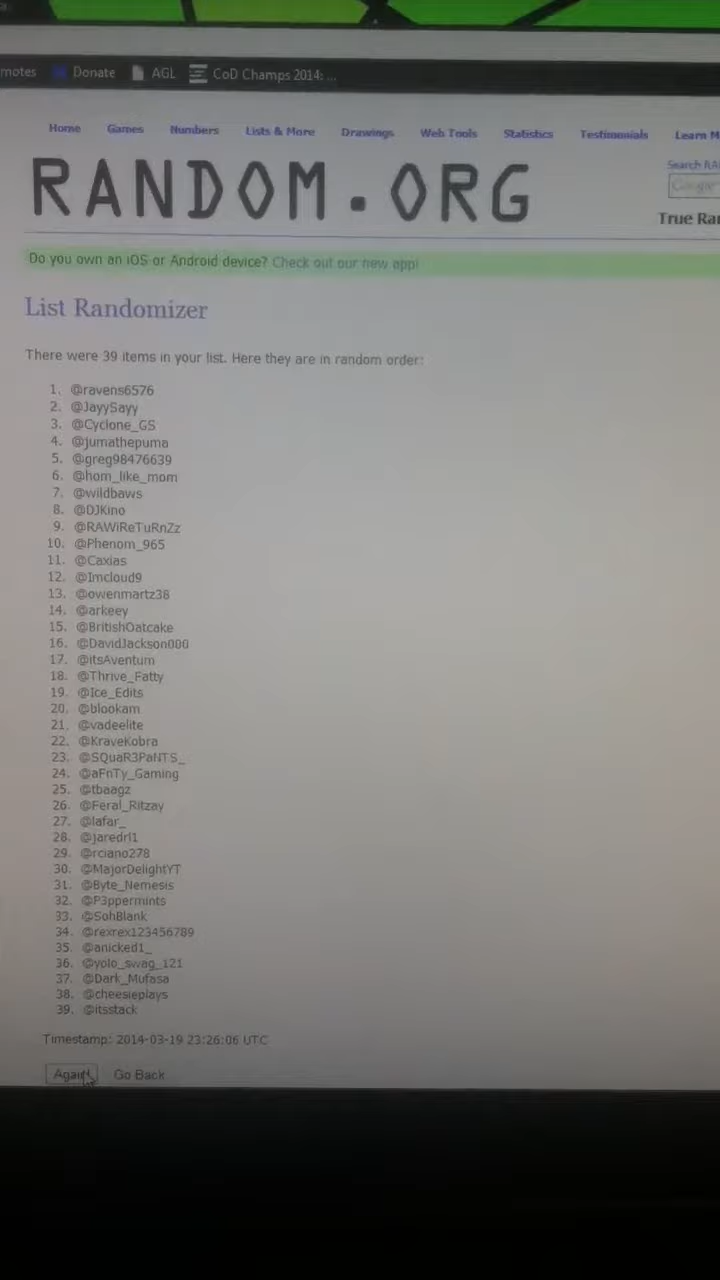 motes Donate AGL CoD Champs 2014: ...
Home Games Numbers Lists & More Drawings Web Tools Statistics Testimonials Learn M
RANDOM.ORG
Search RA
Google
True Ra
Do you own an iOS or Android device? Check out our new app!
List Randomizer
There were 39 items in your list. Here they are in random order:
1. @ravens6576
2. @JayySayy
3. @Cyclone_GS
4. @jumathepuma
5. @greg98476639
6. @hom_like_mom
7. @wildbaws
8. @DJKino
9. @RAWiReTuRnZz
10. @Phenom_965
11. @Caxias
12. @Imcloud9
13. @owenmartz38
14. @arkeey
15. @BritishOatcake
16. @DavidJackson000
17. @itsAventum
18. @Thrive_Fatty
19. @Ice_Edits
20. @blookam
21. @vadeelite
22. @KraveKobra
23. @SQuaR3PaNTS_
24. @aFnTy_Gaming
25. @tbaagz
26. @Feral_Ritzay
27. @lafar_
28. @jaredrl1
29. @rciano278
30. @MajorDelightYT
31. @Byte_Nemesis
32. @P3ppermints
33. @SohBlank
34. @rexrex123456789
35. @anicked1_
36. @yolo_swag_121
37. @Dark_Mufasa
38. @cheesieplays
39. @itsstack
Timestamp: 2014-03-19 23:26:06 UTC
Again! Go Back